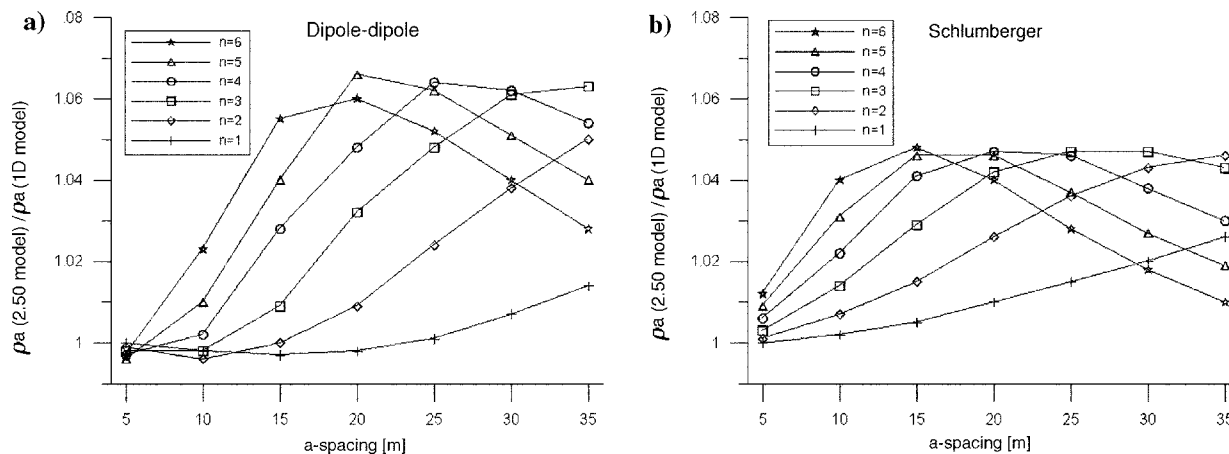 a)
Dipole-dipole
n=6
n=5
n=4
n=3
n=2
n=1
1.08
1.06
1.04
1.02
1
ρa (2.50 model) / ρa (1D model)
5 10 15 20 25 30 35
a-spacing [m]
b)
Schlumberger
n=6
n=5
n=4
n=3
n=2
n=1
1.08
1.06
1.04
1.02
1
ρa (2.50 model) / ρa (1D model)
5 10 15 20 25 30 35
a-spacing [m]